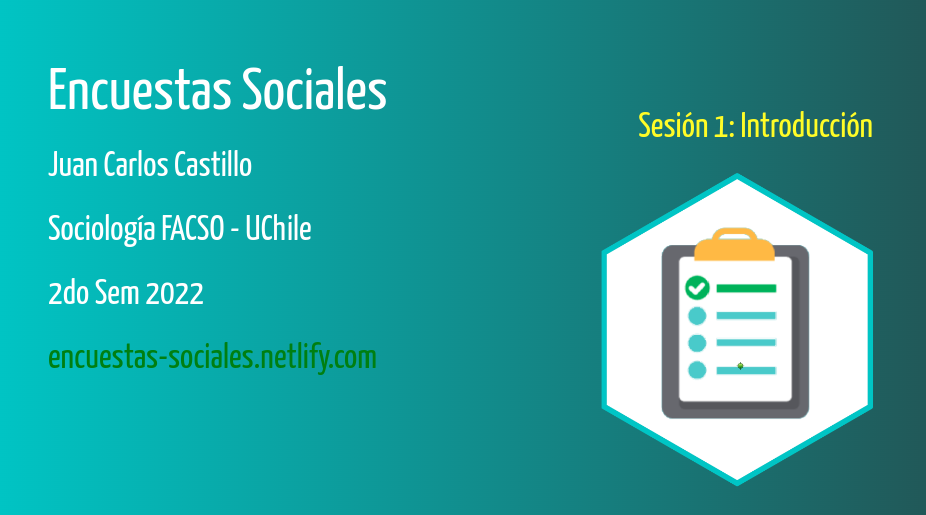 Encuestas Sociales
Juan Carlos Castillo
Sociología FACSO - UChile
2do Sem 2022
encuestas-sociales.netlify.com
Sesión 1: Introducción